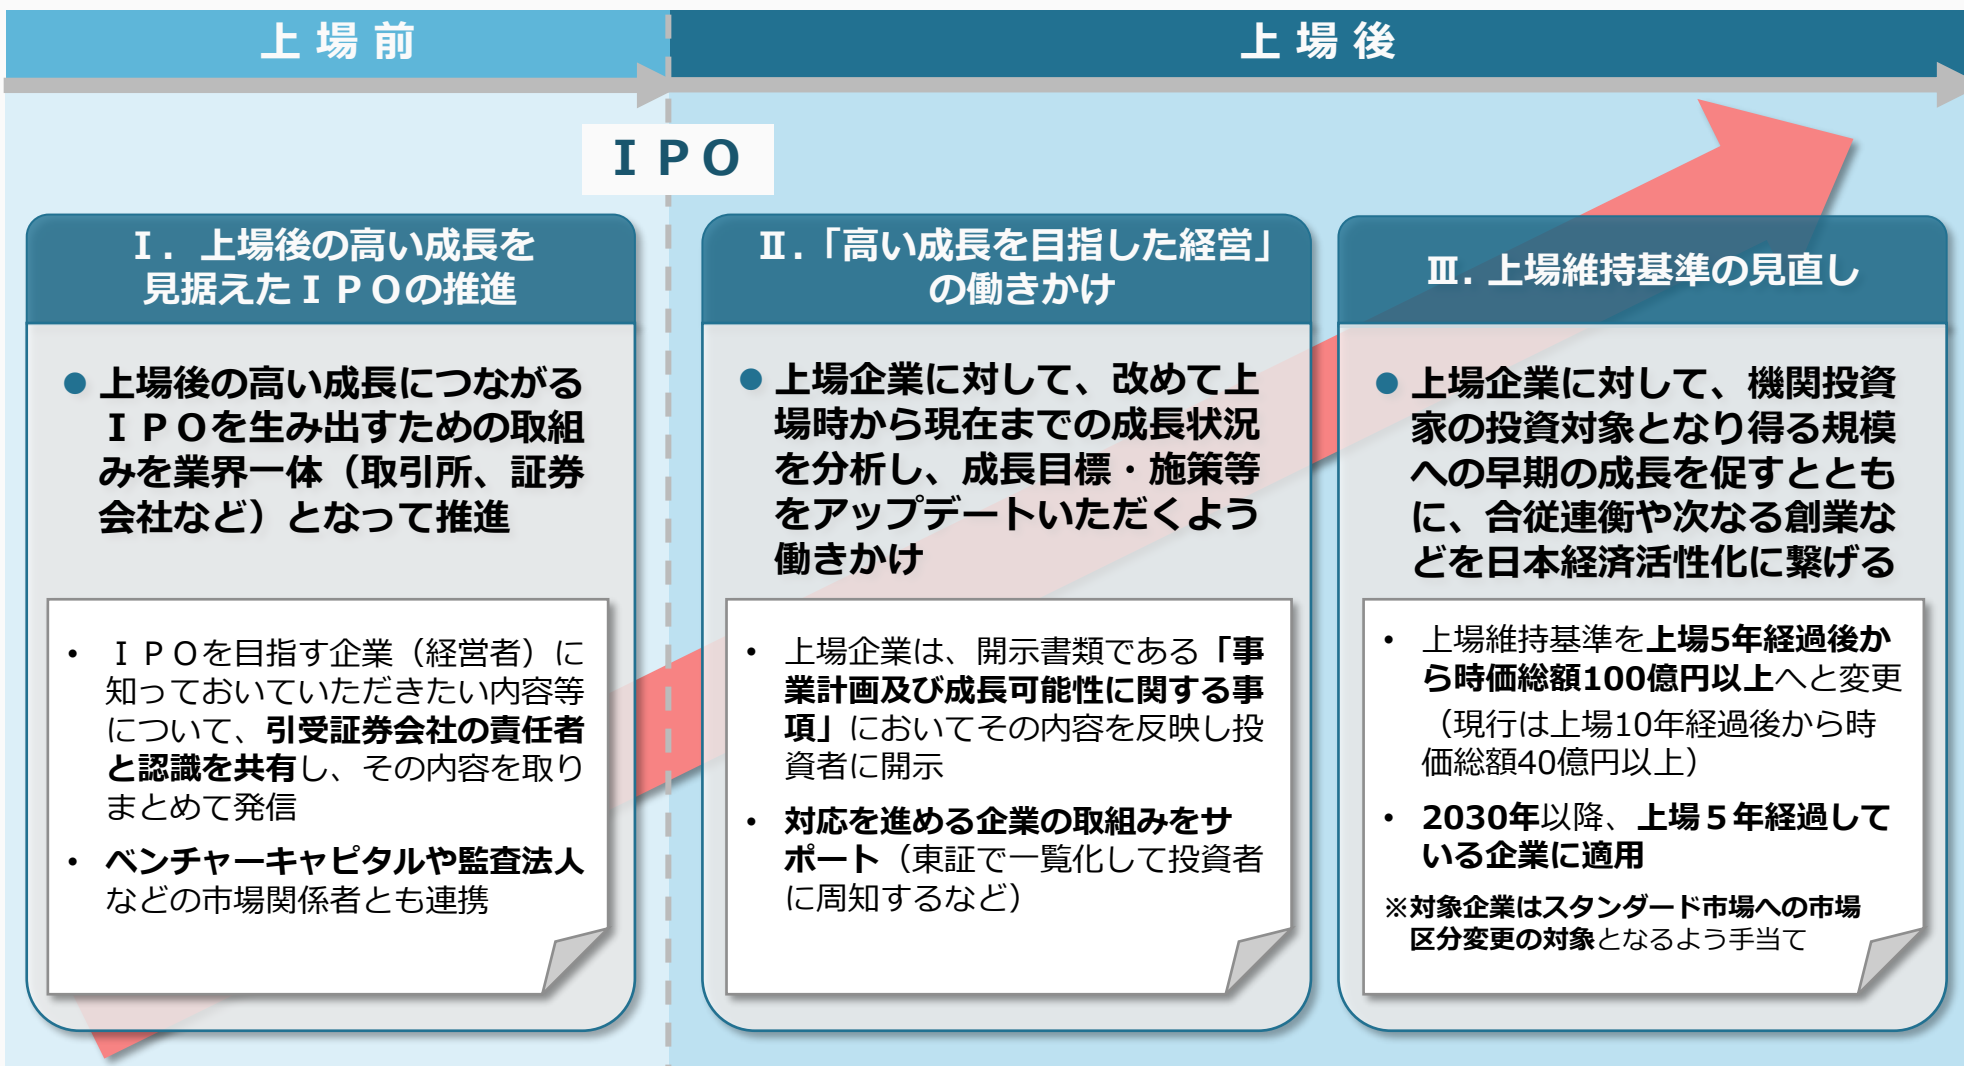 上場前
上場後
ＩＰＯ
Ⅰ．上場後の高い成長を
見据えたＩＰＯの推進
● 上場後の高い成長につながる
ＩＰＯを生み出すための取組
みを業界一体（取引所、証券
会社など）となって推進
• ＩＰＯを目指す企業（経営者）に
知っておいていただきたい内容等
について、引受証券会社の責任者
と認識を共有し、その内容を取り
まとめて発信
• ベンチャーキャピタルや監査法人
などの市場関係者とも連携
Ⅱ．「高い成長を目指した経営」
の働きかけ
● 上場企業に対して、改めて上
場時から現在までの成長状況
を分析し、成長目標・施策等
をアップデートいただくよう
働きかけ
• 上場企業は、開示書類である「事
業計画及び成長可能性に関する事
項」においてその内容を反映し投
資者に開示
• 対応を進める企業の取組みをサ
ポート（東証で一覧化して投資者
に周知するなど）
Ⅲ．上場維持基準の見直し
● 上場企業に対して、機関投資
家の投資対象となり得る規模
への早期の成長を促すととも
に、合従連衡や次なる創業な
どを日本経済活性化に繋げる
• 上場維持基準を上場5年経過後か
ら時価総額100億円以上へと変更
（現行は上場10年経過後から時
価総額40億円以上）
• 2030年以降、上場５年経過して
いる企業に適用
※対象企業はスタンダード市場への市場
区分変更の対象となるよう手当て